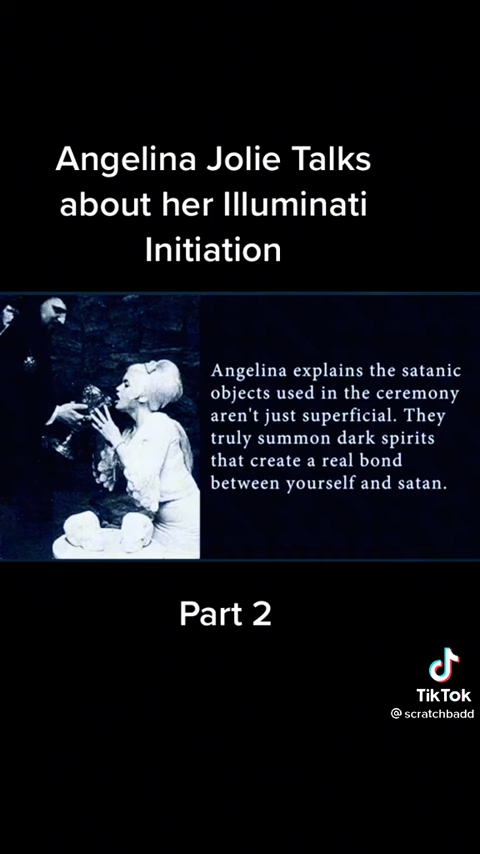 Angelina Jolie Talks
about her Illuminati
Initiation
Angelina explains the satanic
objects used in the ceremony
aren't just superficial. They
truly summon dark spirits
that create a real bond
between yourself and satan.
Part 2
TikTok
@scratchbadd